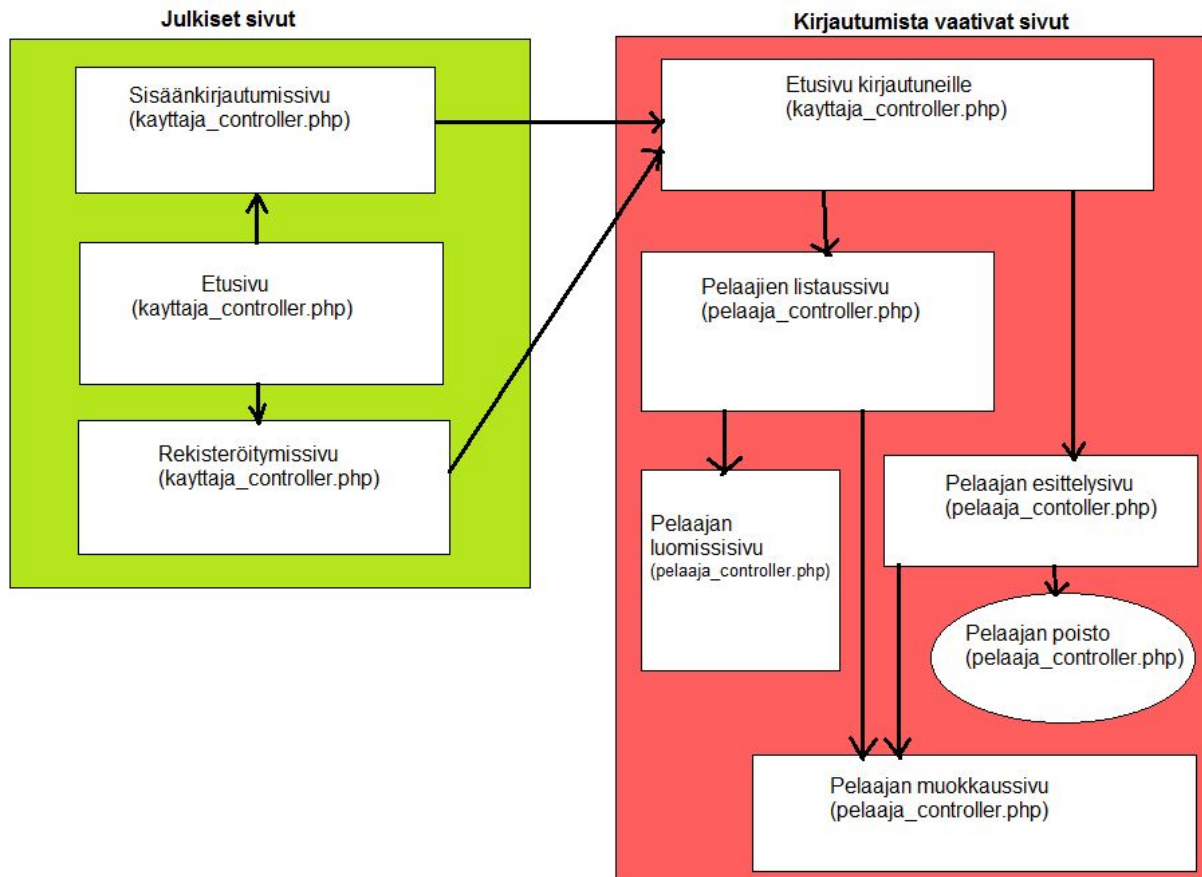 Julkiset sivut
Sisäänkirjautumissivu
(kayttaja_controller.php)
Etusivu
(kayttaja_controller.php)
Rekisteröitymissivu
(kayttaja_controller.php)
Kirjautumista vaativat sivut
Etusivu kirjautuneille
(kayttaja_controller.php)
Pelaajien listaussivu
(pelaaja_controller.php)
Pelaajan
luomissisivu
(pelaaja_controller.php)
Pelaajan esittelysivu
(pelaaja_contoller.php)
Pelaajan poisto
(pelaaja_controller.php)
Pelaajan muokkaussivu
(pelaaja_controller.php)